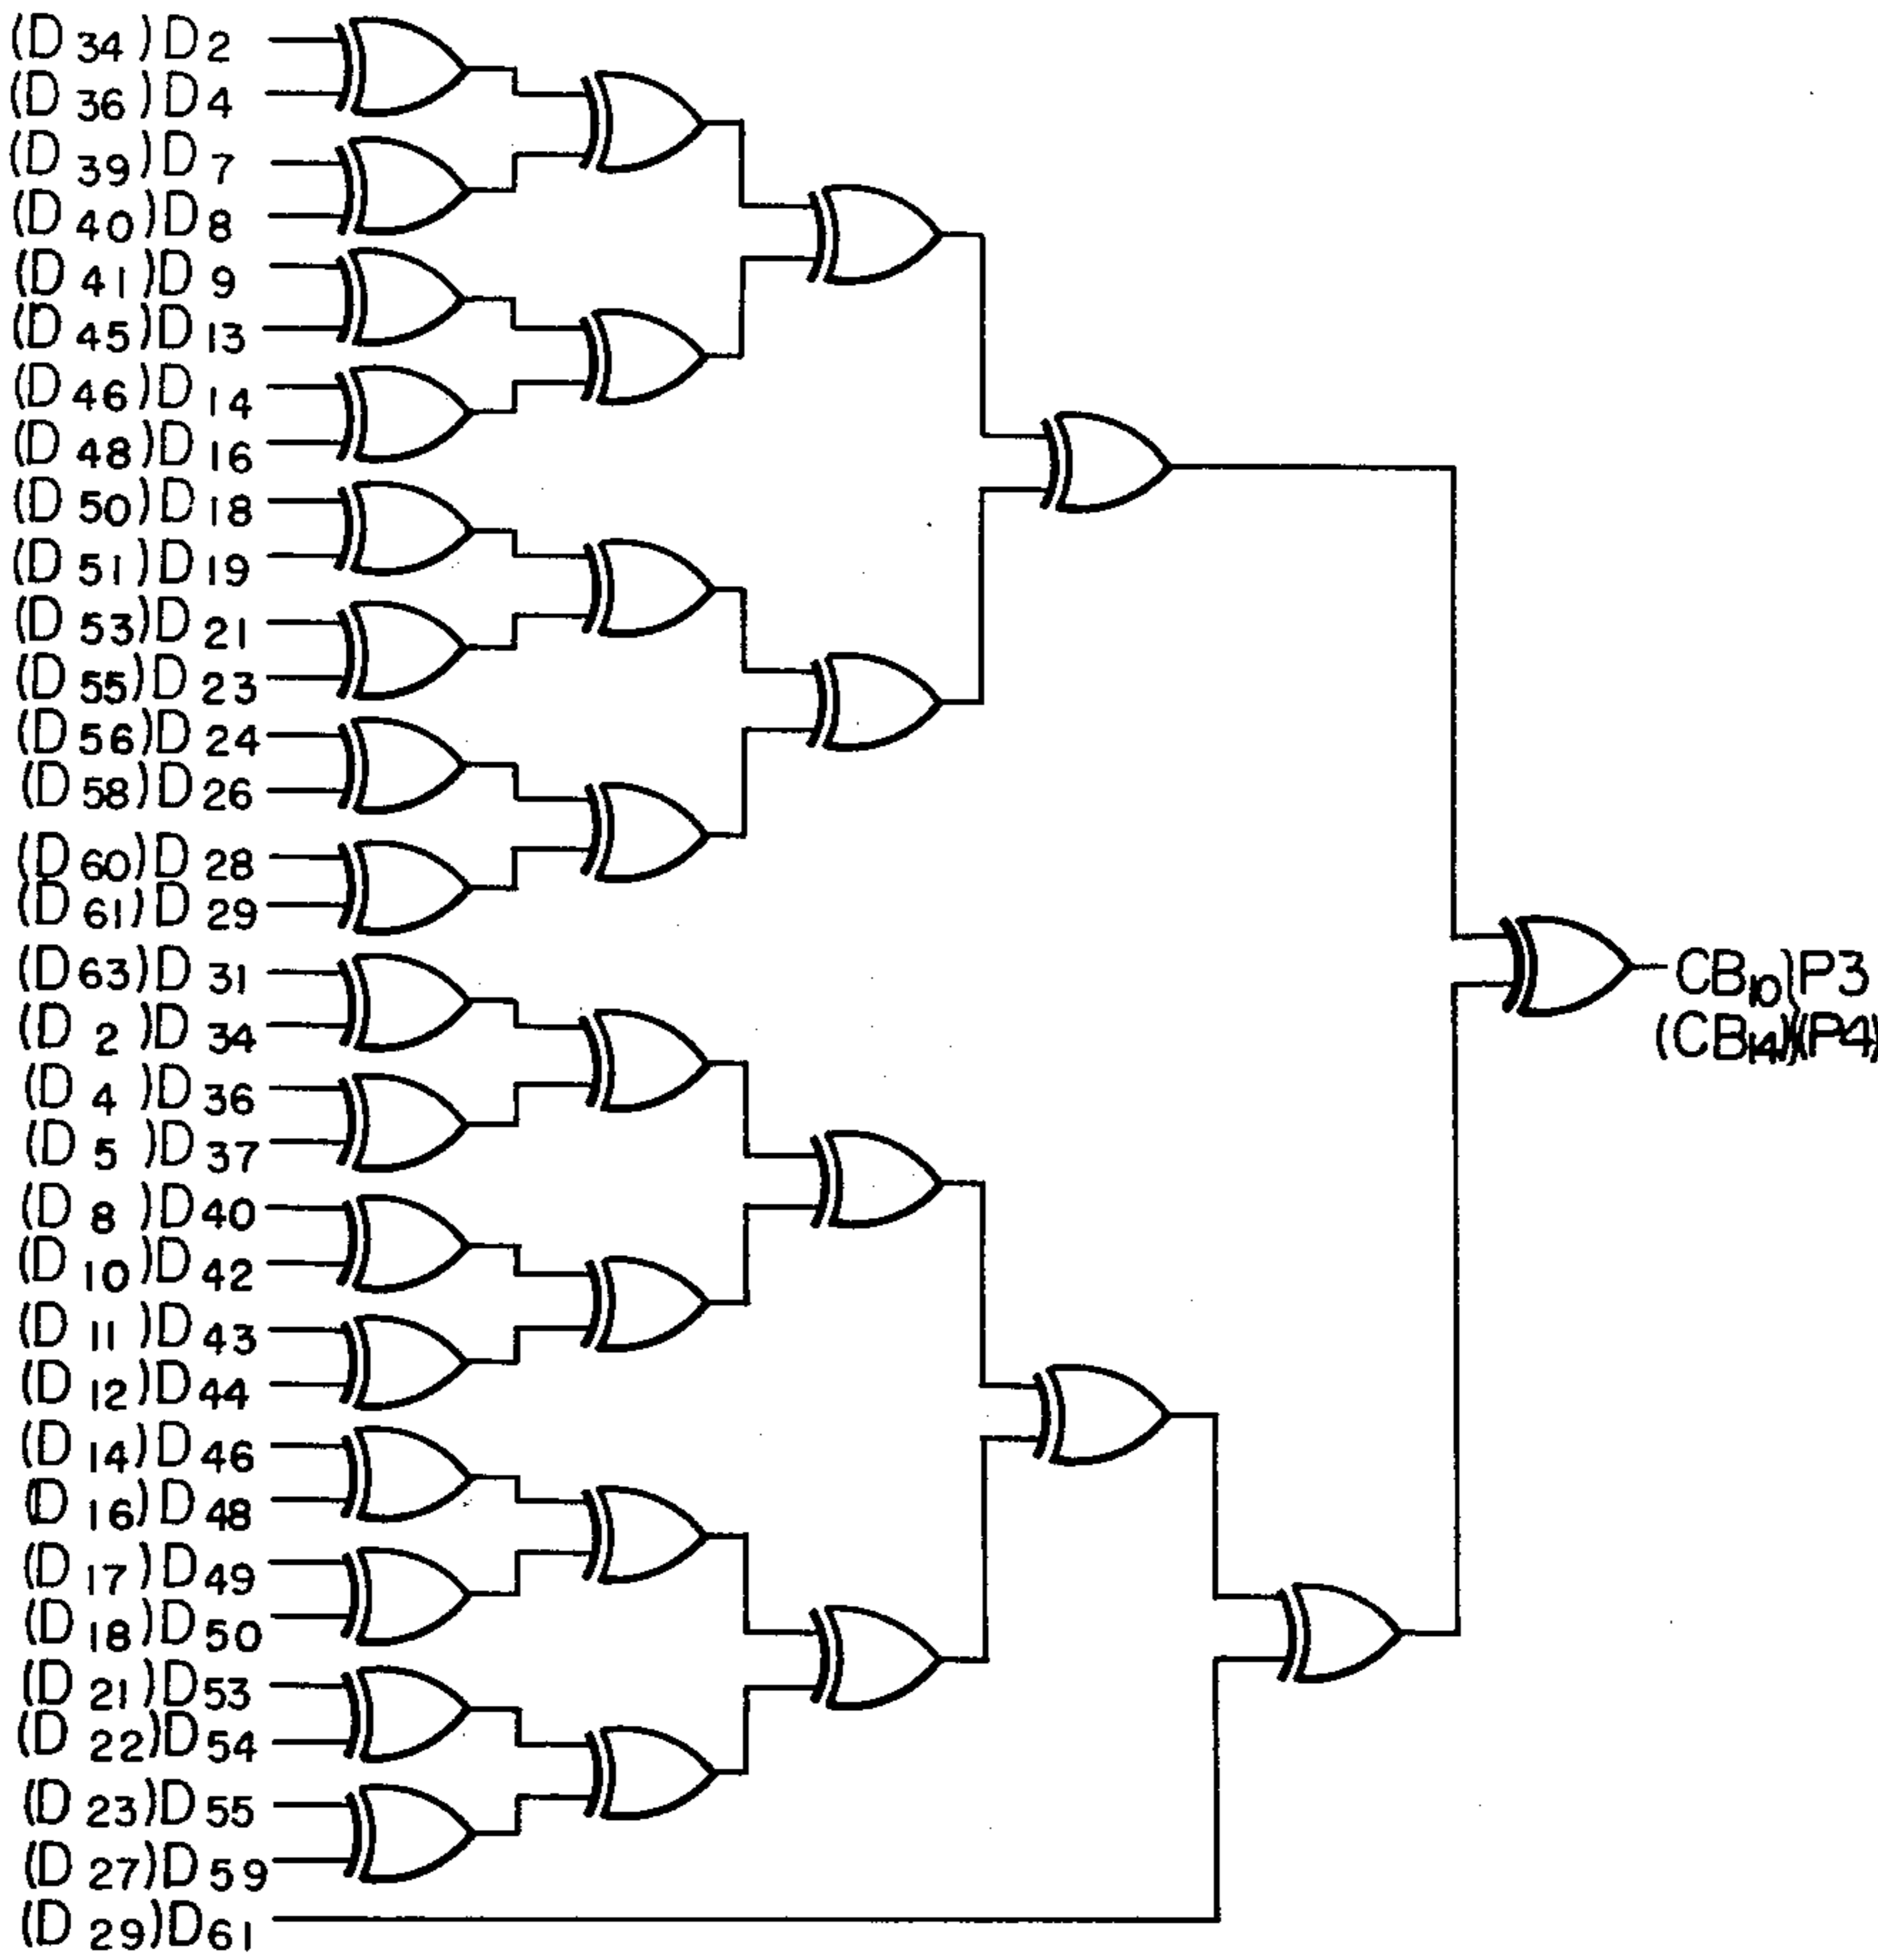 (D34)D2
(D36)D4
(D39)D7
(D40)D8
(D41)D9
(D45)D13
(D46)D14
(D48)D16
(D50)D18
(D51)D19
(D53)D21
(D55)D23
(D56)D24
(D58)D26
(D60)D28
(D61)D29
(D63)D31
(D2)D34
(D4)D36
(D5)D37
(D8)D40
(D10)D42
(D11)D43
(D12)D44
(D14)D46
(D16)D48
(D17)D49
(D18)D50
(D21)D53
(D22)D54
(D23)D55
(D27)D59
(D29)D61
CB10}P3
(CB14)}(P4)